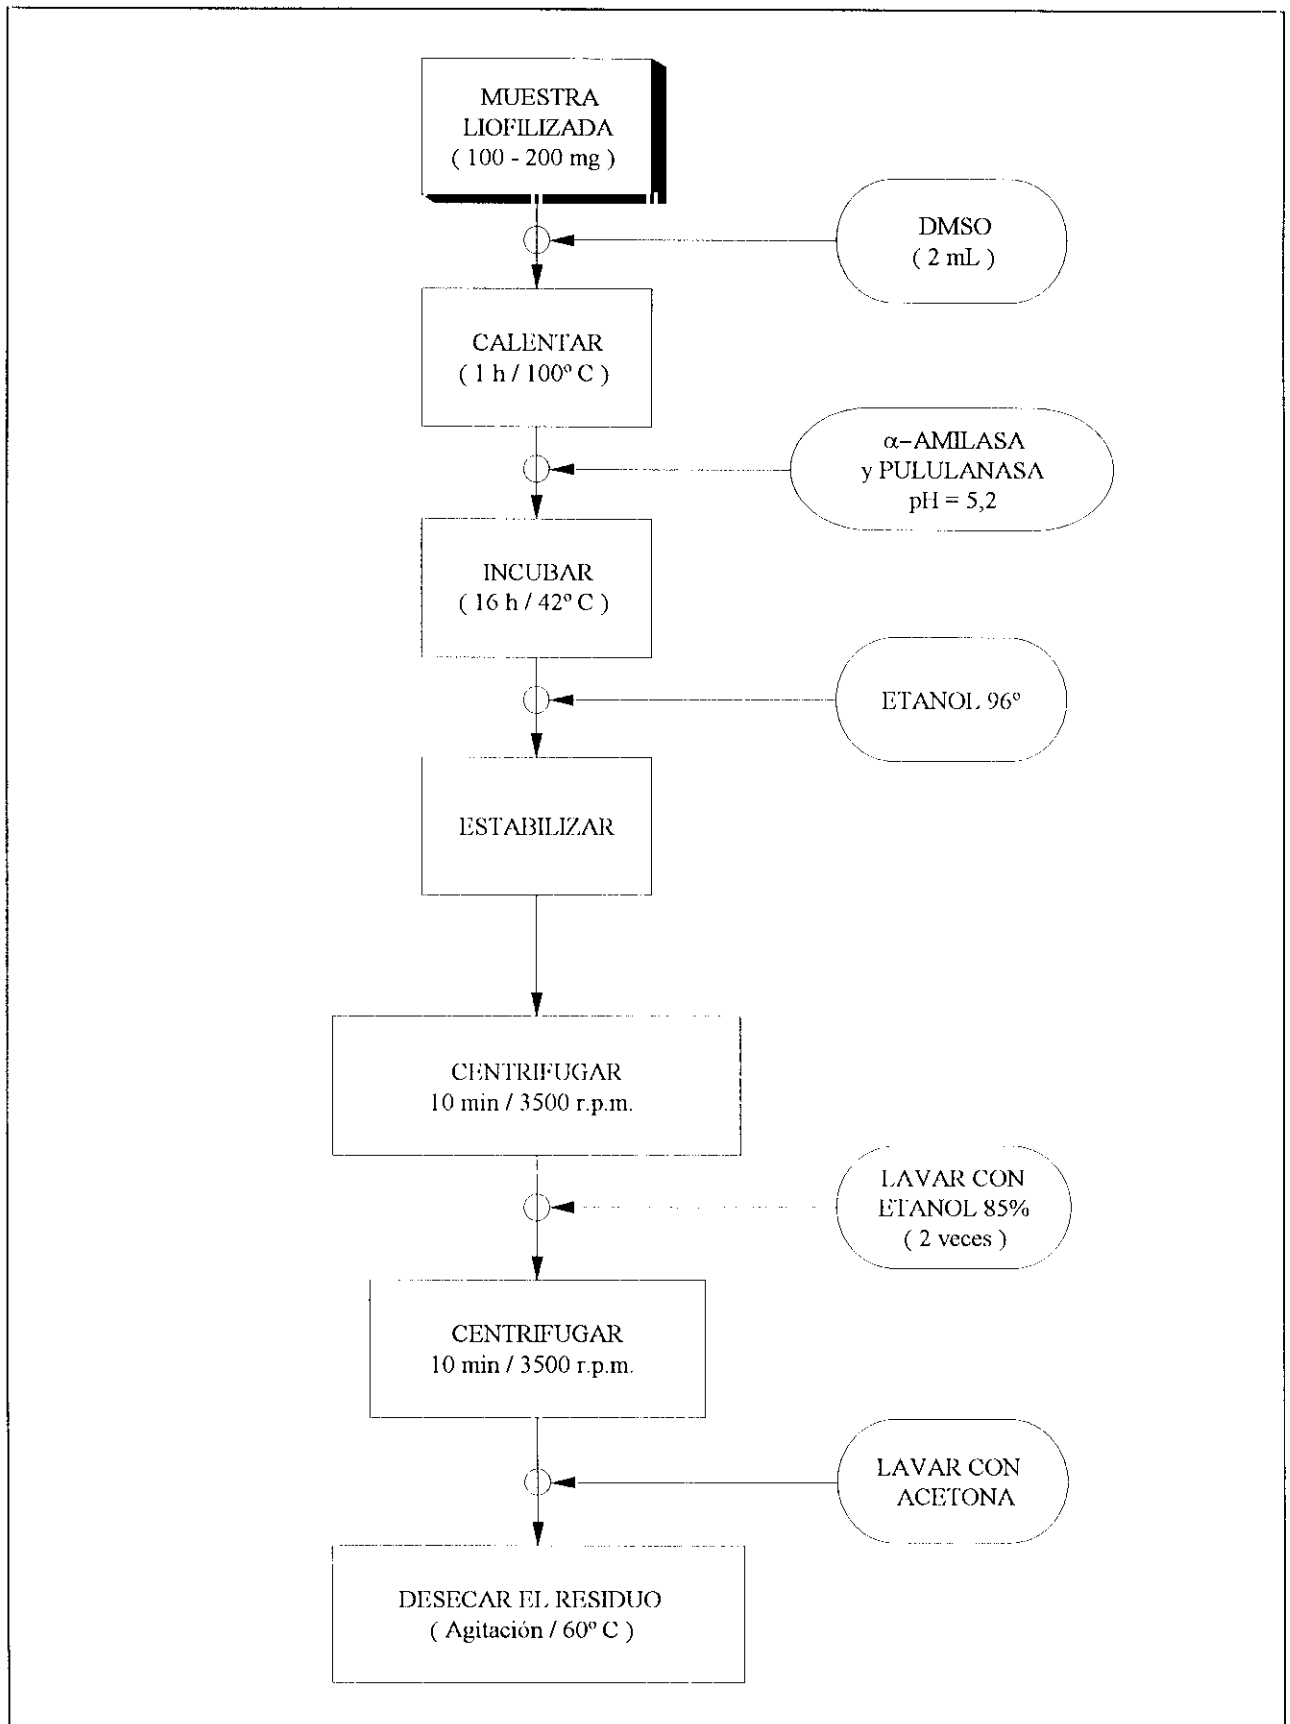 MUESTRA
LIOFILIZADA
( 100 - 200 mg )
DMSO
( 2 mL )
CALENTAR
( 1 h / 100º C )
α−AMILASA
y PULULANASA
pH = 5,2
INCUBAR
( 16 h / 42º C )
ETANOL 96º
ESTABILIZAR
CENTRIFUGAR
10 min / 3500 r.p.m.
LAVAR CON
ETANOL 85%
( 2 veces )
CENTRIFUGAR
10 min / 3500 r.p.m.
LAVAR CON
ACETONA
DESECAR EL RESIDUO
( Agitación / 60º C )